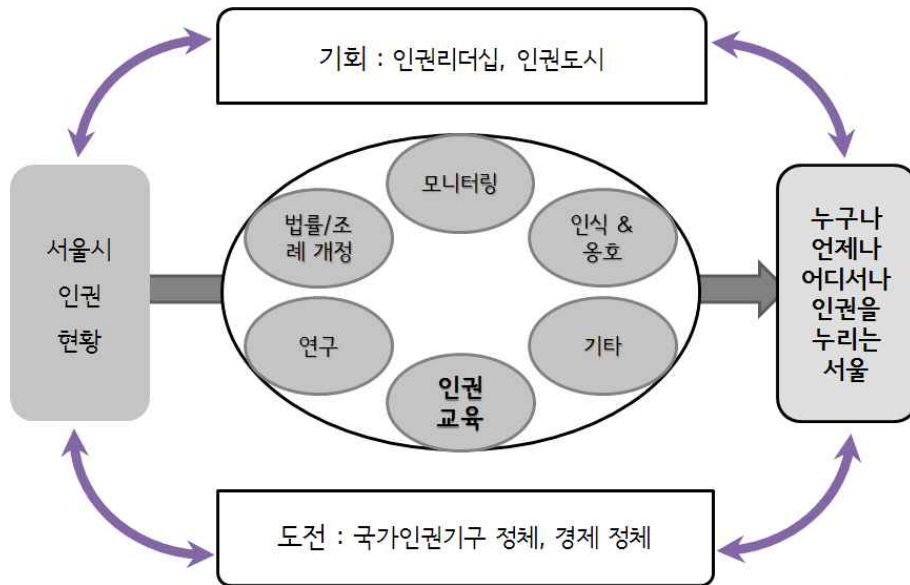 기회 : 인권리더십, 인권도시
서울시
인권
현황
모니터링
법률/조
례 개정
인식 &
옹호
연구
기타
인권
교육
누구나
언제나
어디서나
인권을
누리는
서울
도전 : 국가인권기구 정체, 경제 정체